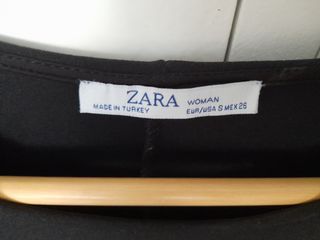 ZARA WOMAN
MADE IN TURKEY EUR/USA S MEX 26